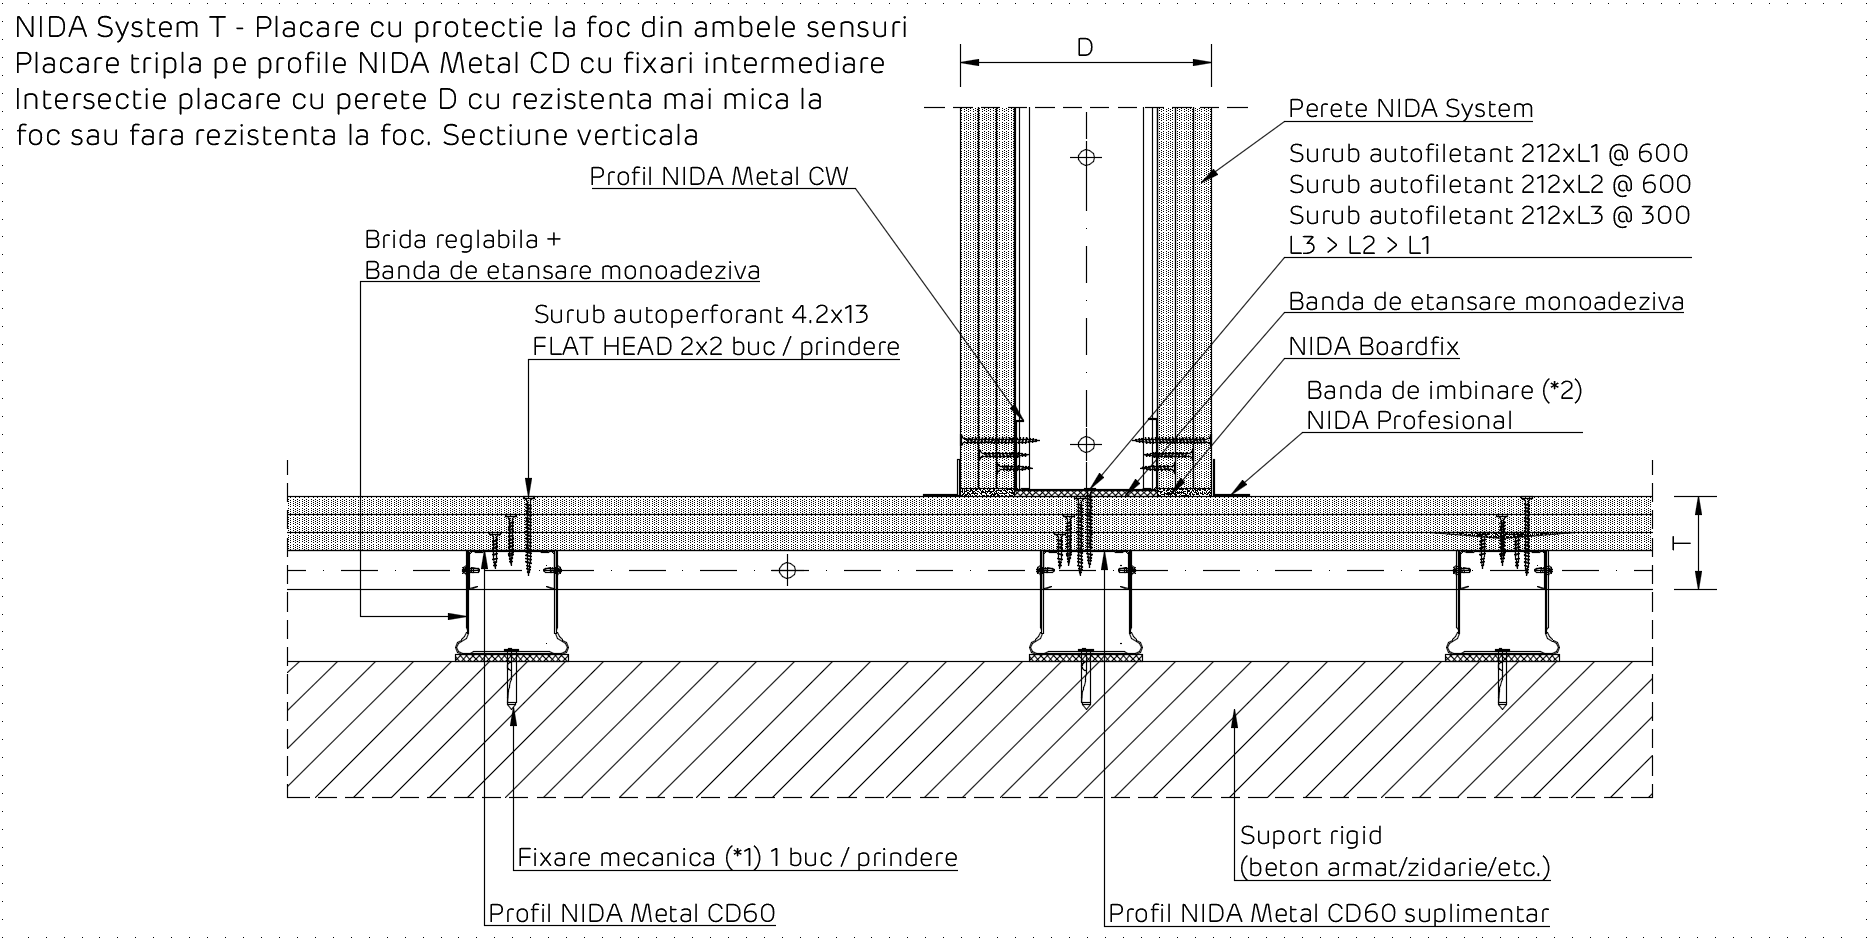 NIDA System T - Placare cu protectie la foc din ambele sensuri
Placare tripla pe profile NIDA Metal CD cu fixari intermediare
Intersectie placare cu perete D cu rezistenta mai mica la
foc sau fara rezistenta la foc. Sectiune verticala
D
Perete NIDA System
Surub autofiletant 212xL1 @ 600
Surub autofiletant 212xL2 @ 600
Surub autofiletant 212xL3 @ 300
L3 > L2 > L1
Profil NIDA Metal CW
Brida reglabila +
Banda de etansare monoadeziva
Surub autoperforant 4.2x13
FLAT HEAD 2x2 buc / prindere
Banda de etansare monoadeziva
NIDA Boardfix
Banda de imbinare (*2)
NIDA Profesional
T
Suport rigid
(beton armat/zidarie/etc.)
Fixare mecanica (*1) 1 buc / prindere
Profil NIDA Metal CD60
Profil NIDA Metal CD60 suplimentar